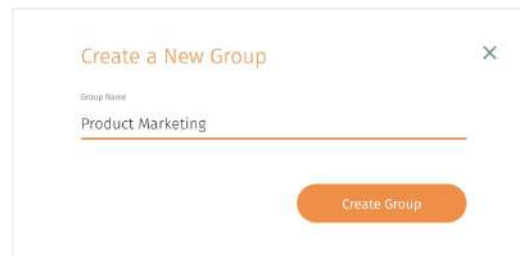 Create a New Group
Group Name
Product Marketing
Create Group